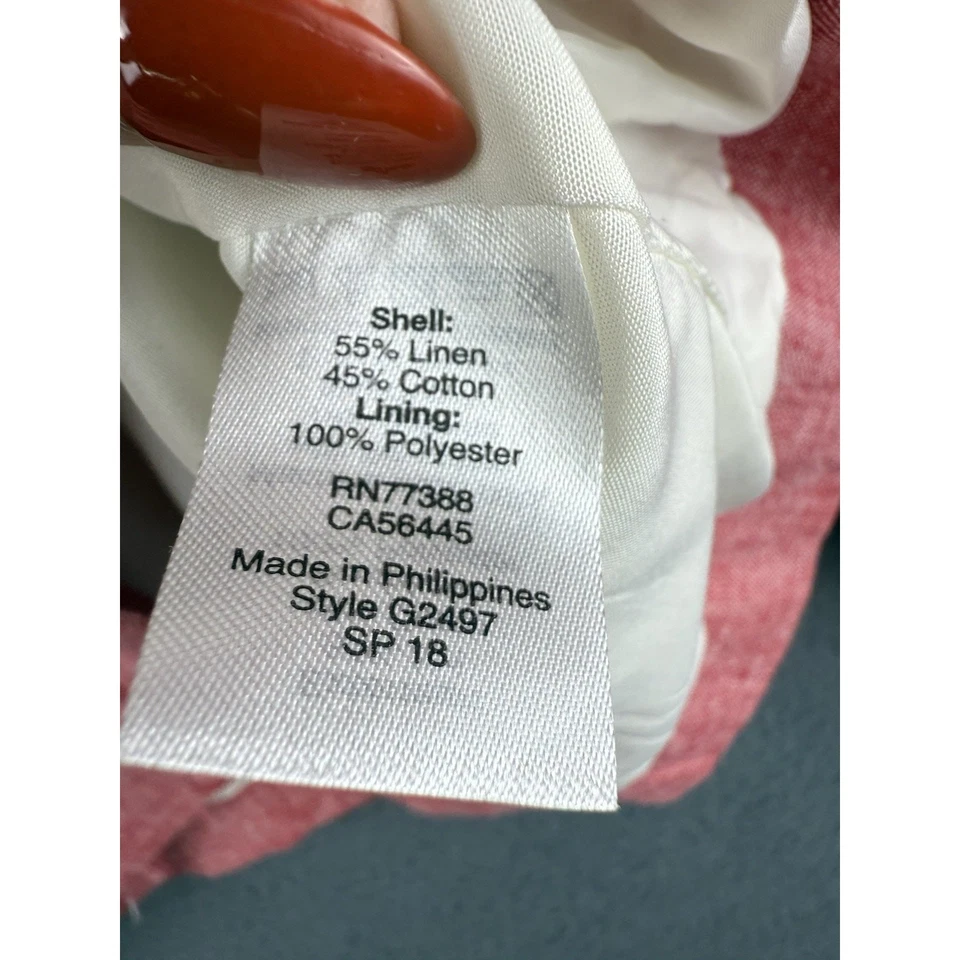 Shell:
55% Linen
45% Cotton
Lining:
100% Polyester
RN77388
CA56445
Made in Philippines
Style G2497
SP 18